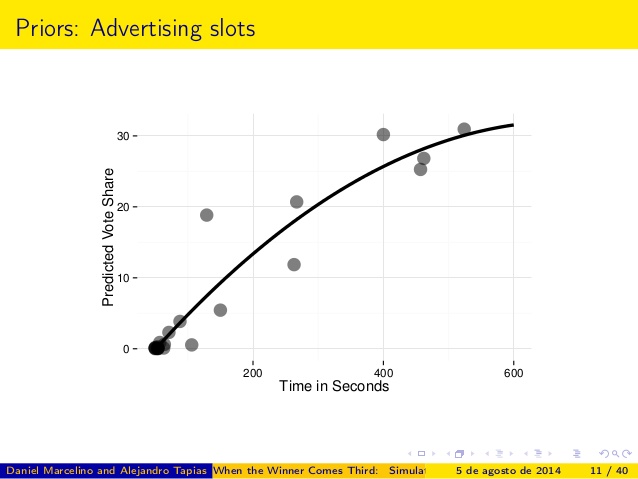 Priors: Advertising slots
30
20
10
0
Predicted Vote Share
200 400 600
Time in Seconds
Daniel Marcelino and Alejandro Tapias When the Winner Comes Third: Simulat 5 de agosto de 2014 11 / 40